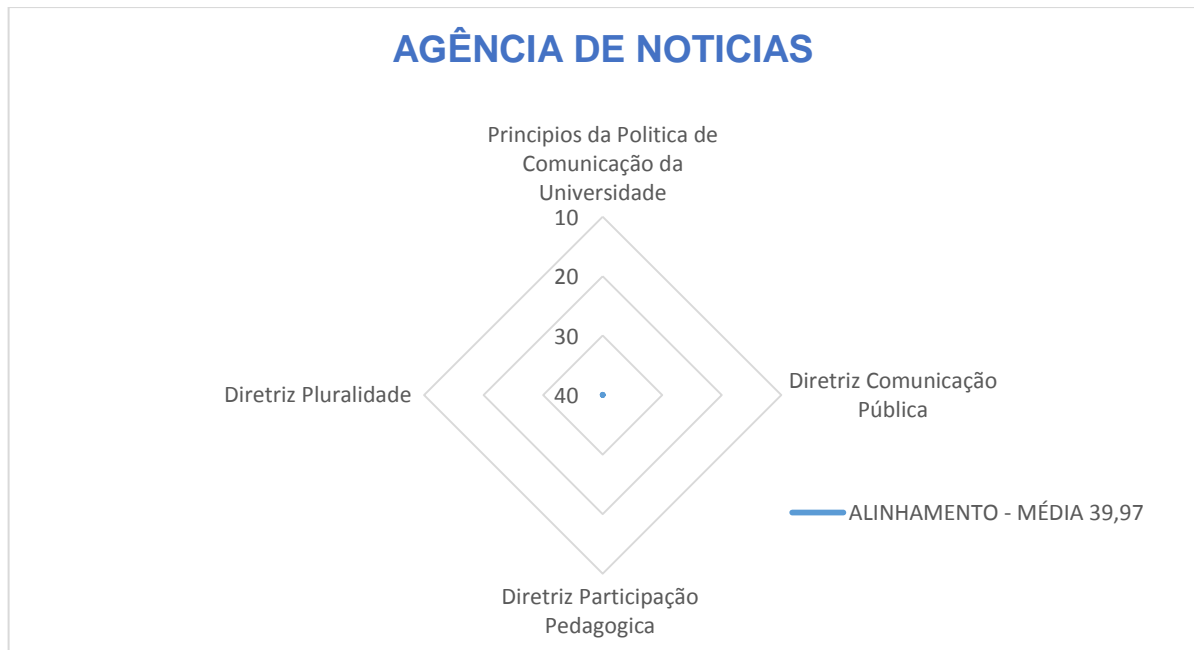 AGÊNCIA DE NOTICIAS
Principios da Politica de
Comunicação da
Universidade
10
20
30
40
Diretriz Pluralidade
Diretriz Comunicação
Pública
ALINHAMENTO - MÉDIA 39,97
Diretriz Participação
Pedagogica